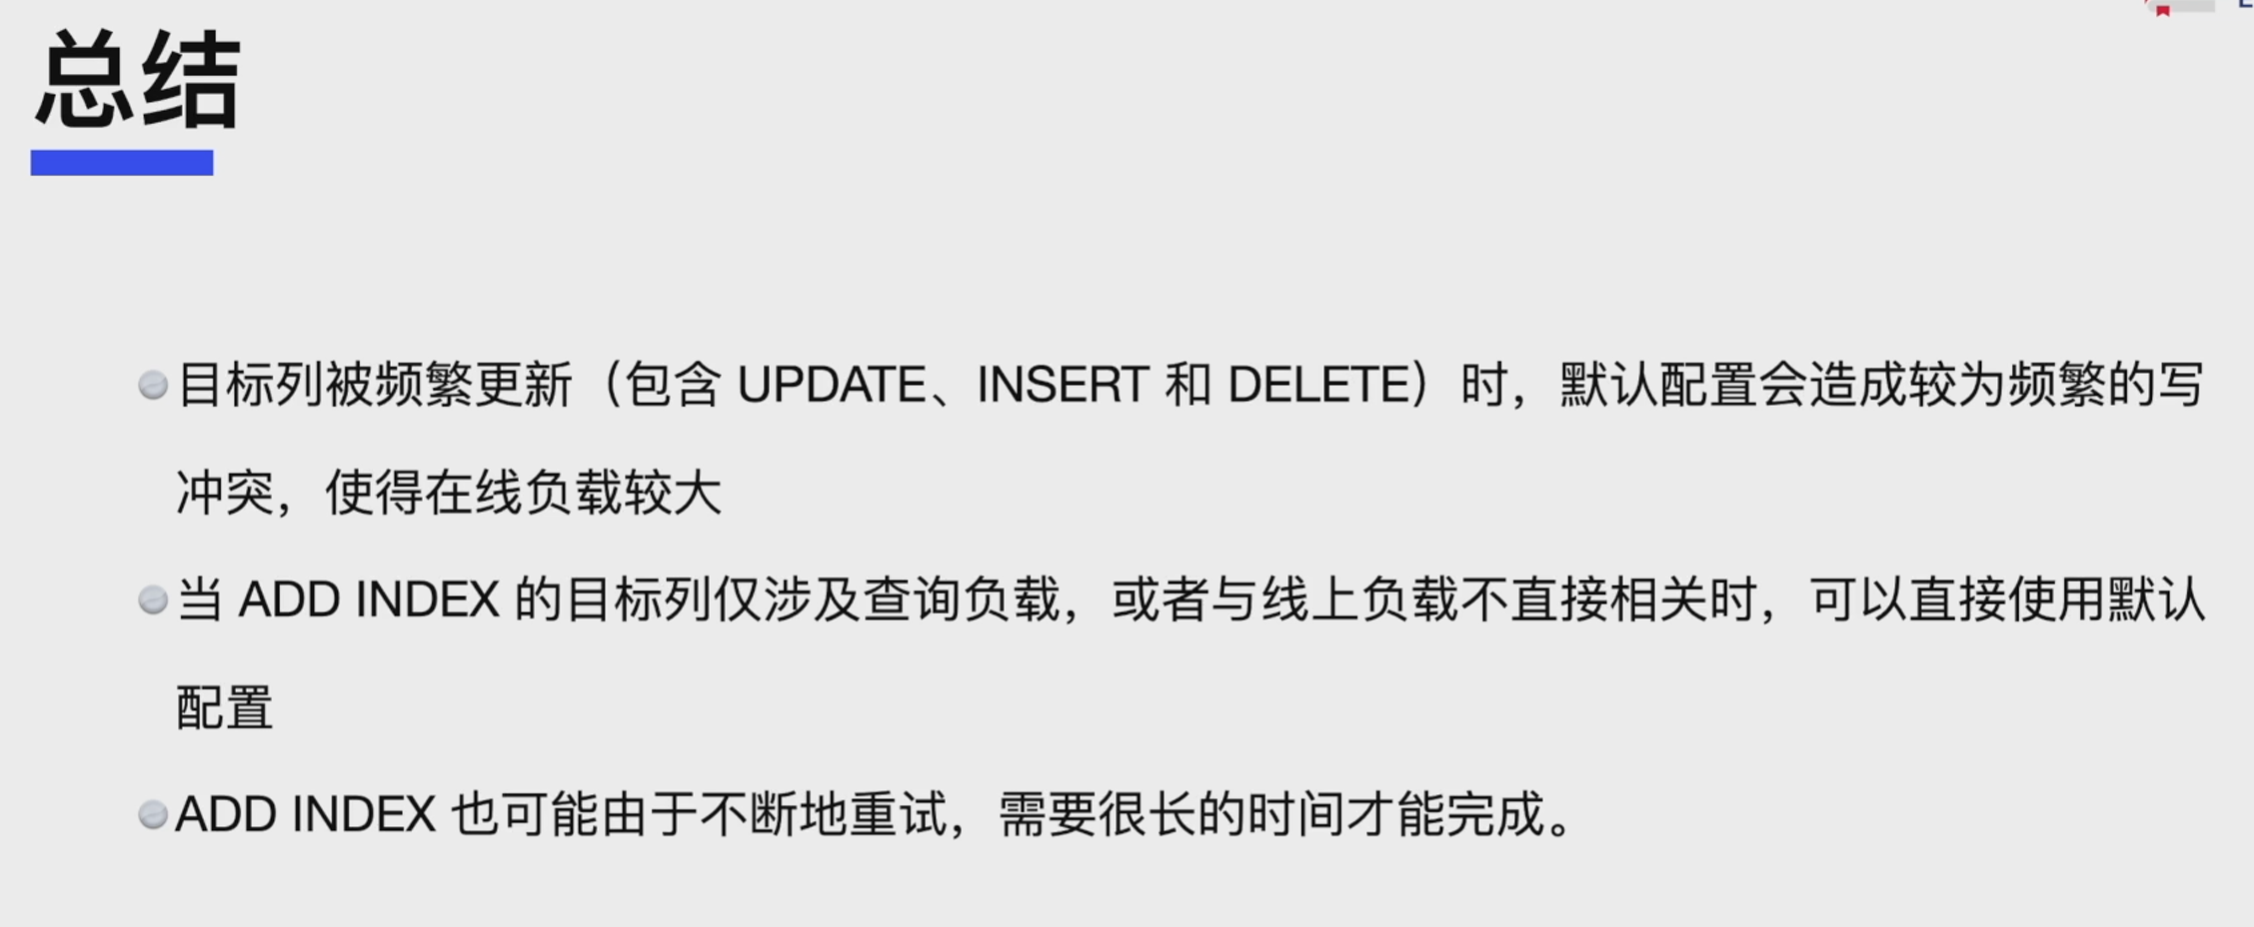 总结
目标列被频繁更新（包含 UPDATE、INSERT 和 DELETE）时，默认配置会造成较为频繁的写
冲突，使得在线负载较大
当 ADD INDEX 的目标列仅涉及查询负载，或者与线上负载不直接相关时，可以直接使用默认
配置
ADD INDEX 也可能由于不断地重试，需要很长的时间才能完成。